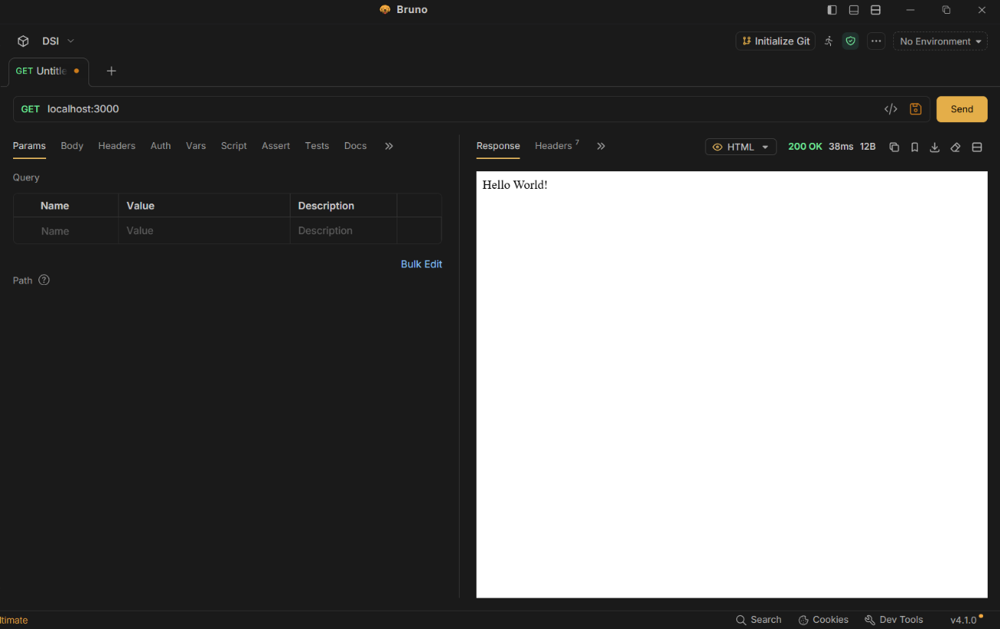 Bruno
DSI
Initialize Git
No Environment
GET Untitle
GET localhost:3000
Send
Params Body Headers Auth Vars Script Assert Tests Docs
Response Headers 7
HTML
200 OK 38ms 12B
Query
Name Value Description
Name Value Description
Bulk Edit
Path ?
Hello World!
ltimate
Search Cookies Dev Tools v4.1.0